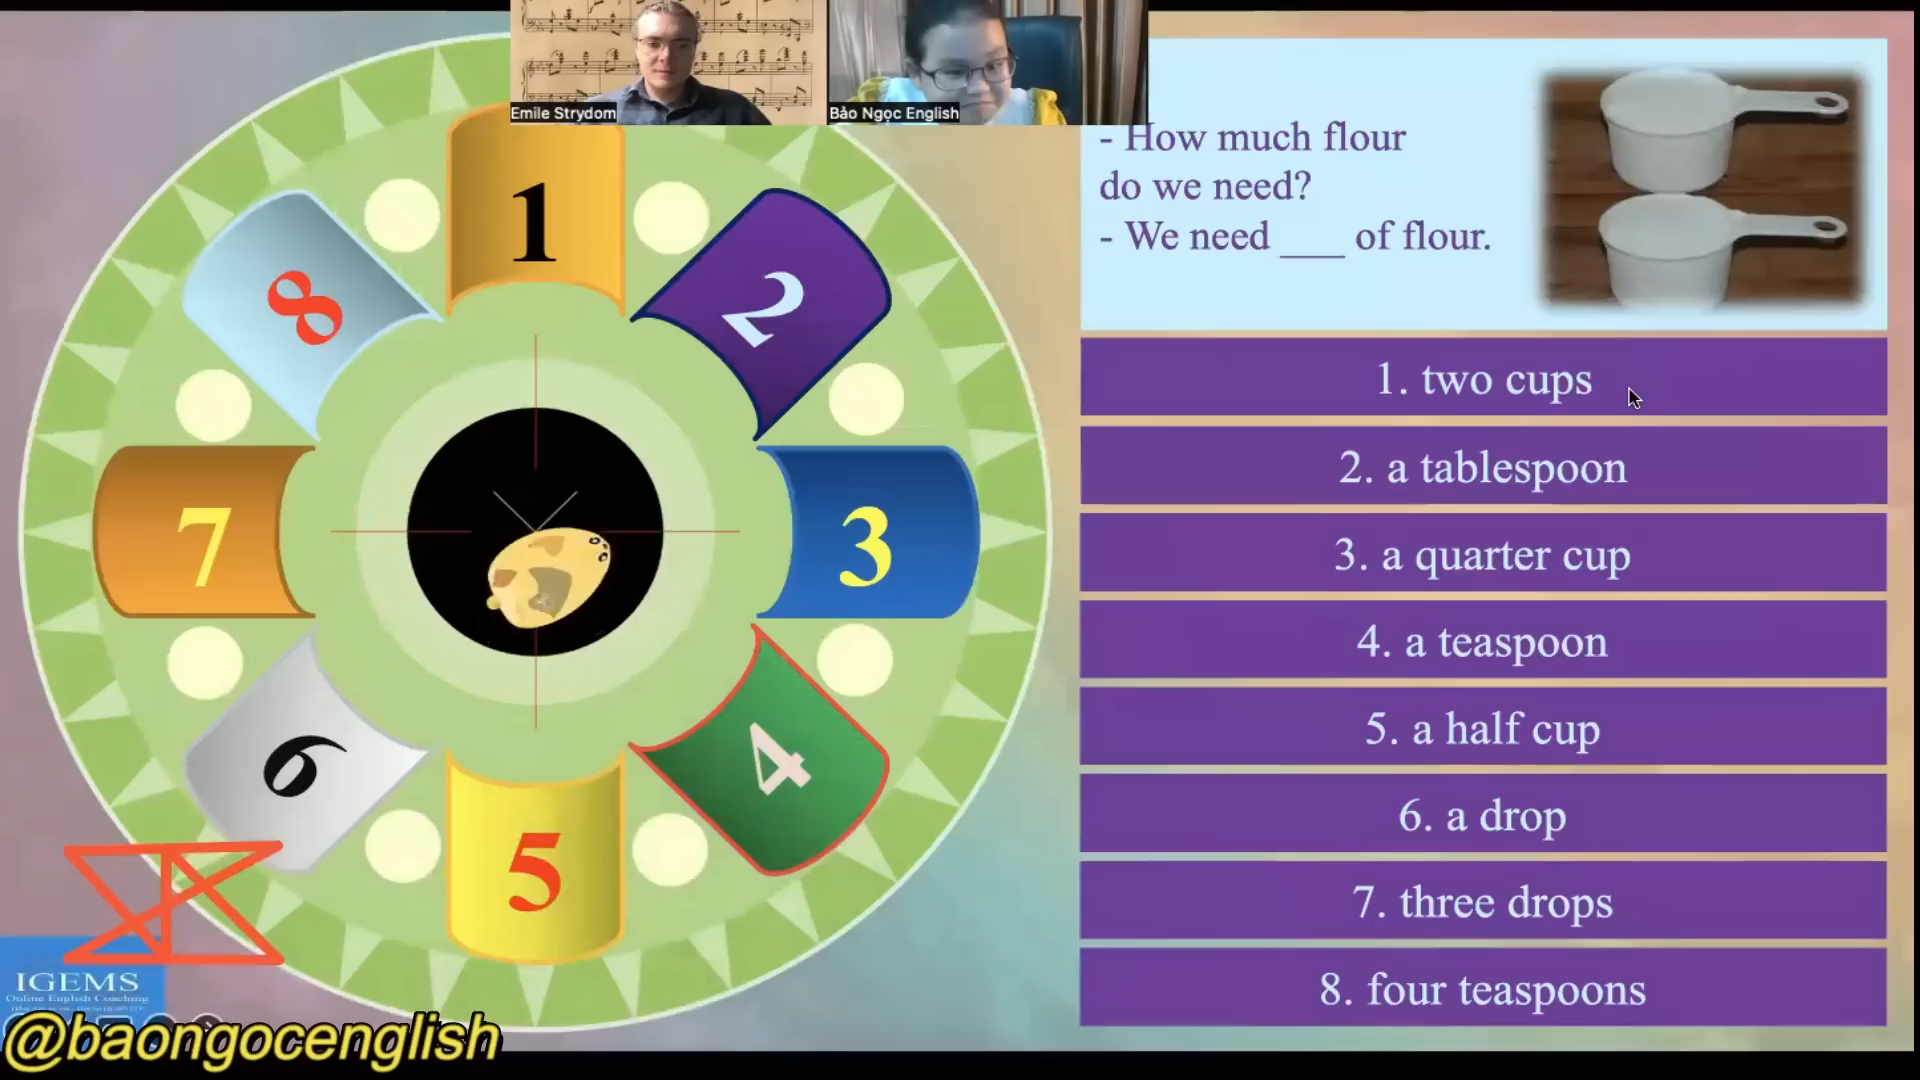 Emile Strydom
Bảo Ngọc English
- How much flour
do we need?
- We need ____ of flour.
1
2
3
4
5
6
7
8
1. two cups
2. a tablespoon
3. a quarter cup
4. a teaspoon
5. a half cup
6. a drop
7. three drops
8. four teaspoons
IGEMS
Online English Coaching
@baongocenglish